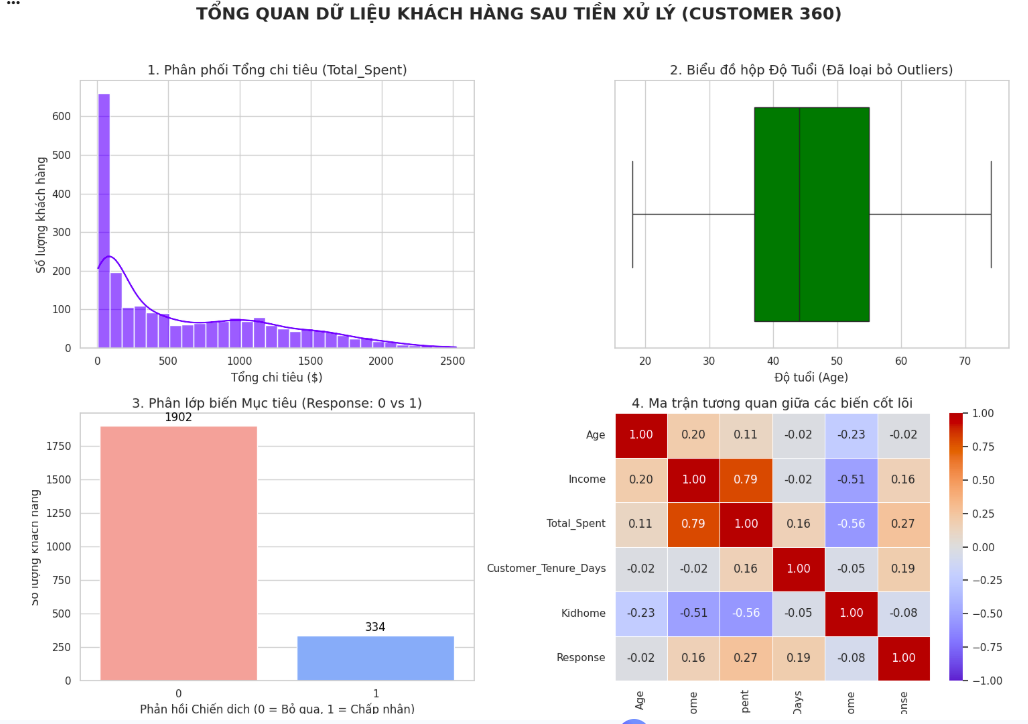 TỔNG QUAN DỮ LIỆU KHÁCH HÀNG SAU TIỀN XỬ LÝ (CUSTOMER 360)
1. Phân phối Tổng chi tiêu (Total_Spent)
Số lượng khách hàng
600
500
400
300
200
100
0
0 500 1000 1500 2000 2500
Tổng chi tiêu ($)
2. Biểu đồ hộp Độ Tuổi (Đã loại bỏ Outliers)
20 30 40 50 60 70
Độ tuổi (Age)
3. Phân lớp biến Mục tiêu (Response: 0 vs 1)
Số lượng khách hàng
1750
1500
1250
1000
750
500
250
0
1902
334
0 1
Phản hồi Chiến dịch (0 = Bỏ qua, 1 = Chấp nhận)
4. Ma trận tương quan giữa các biến cốt lõi
Age 1.00 0.20 0.11 -0.02 -0.23 -0.02
Income 0.20 1.00 0.79 -0.02 -0.51 0.16
Total_Spent 0.11 0.79 1.00 0.16 -0.56 0.27
Customer_Tenure_Days -0.02 -0.02 0.16 1.00 -0.05 0.19
Kidhome -0.23 -0.51 -0.56 -0.05 1.00 -0.08
Response -0.02 0.16 0.27 0.19 -0.08 1.00
Age ome pent Days ome onse
1.00
0.75
0.50
0.25
0.00
−0.25
−0.50
−0.75
−1.00